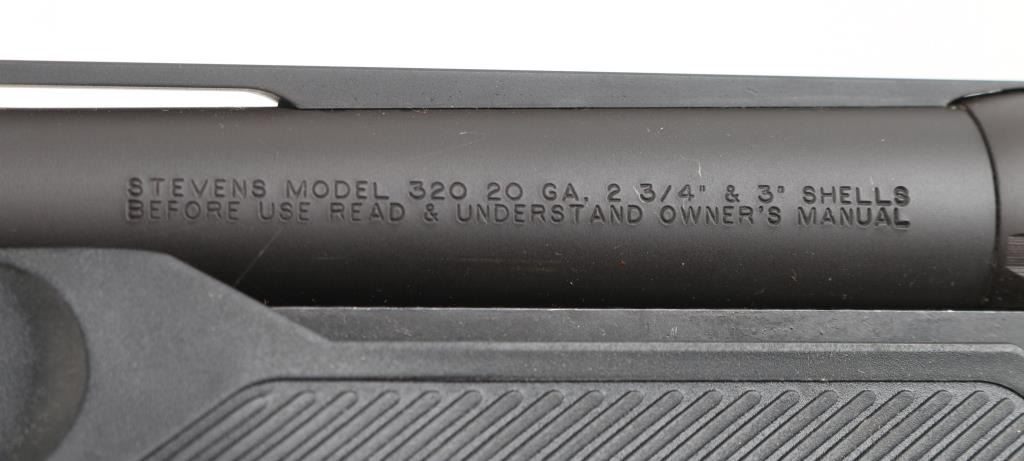 STEVENS MODEL 320 20 GA, 2 3/4" & 3" SHELLS
BEFORE USE READ & UNDERSTAND OWNER'S MANUAL